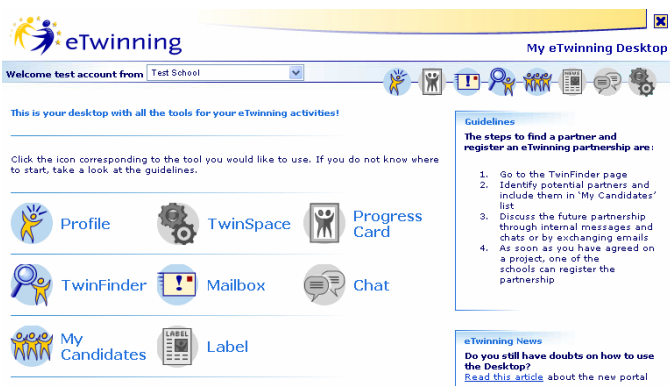 eTwinning
My eTwinning Desktop
Welcome test account from Test School
This is your desktop with all the tools for your eTwinning activities!
Click the icon corresponding to the tool you would like to use. If you do not know where
to start, take a look at the guidelines.
Profile
TwinSpace
Progress
Card
TwinFinder
Mailbox
Chat
My
Candidates
LABEL
Label
Guidelines
The steps to find a partner and
register an eTwinning partnership are:
1. Go to the TwinFinder page
2. Identify potential partners and
include them in 'My Candidates'
list
3. Discuss the future partnership
through internal messages and
chats or by exchanging emails
4. As soon as you have agreed on
a project, one of the
schools can register the
partnership
eTwinning News
Do you still have doubts on how to use
the Desktop?
Read this article about the new portal